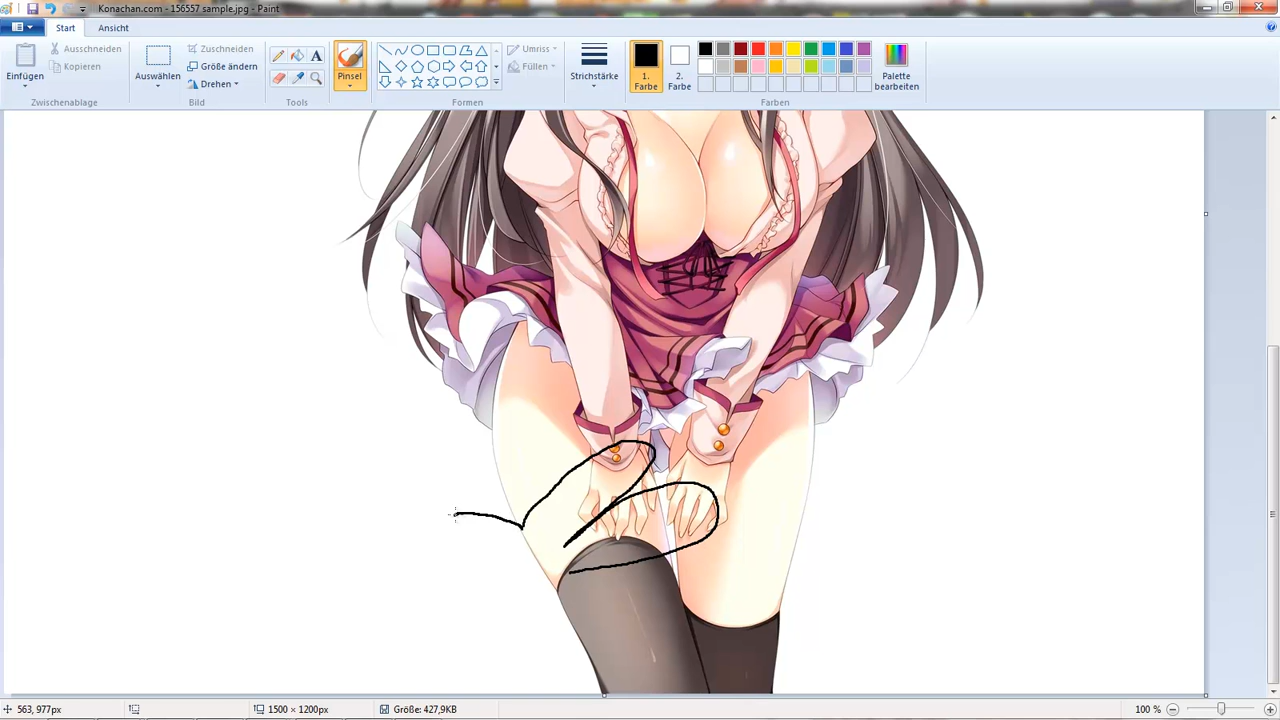 Konachan.com - 156557 sample.jpg - Paint
Start
Ansicht
Einfügen
Ausschneiden
Kopieren
Zwischenablage
Auswählen
Zuschneiden
Größe ändern
Drehen
Bild
A
Tools
Pinsel
Formen
Umriss
Füllen
Strichstärke
1. Farbe
2. Farbe
Palette bearbeiten
Farben
563, 977px
1500 × 1200px
Größe: 427,9KB
100 %